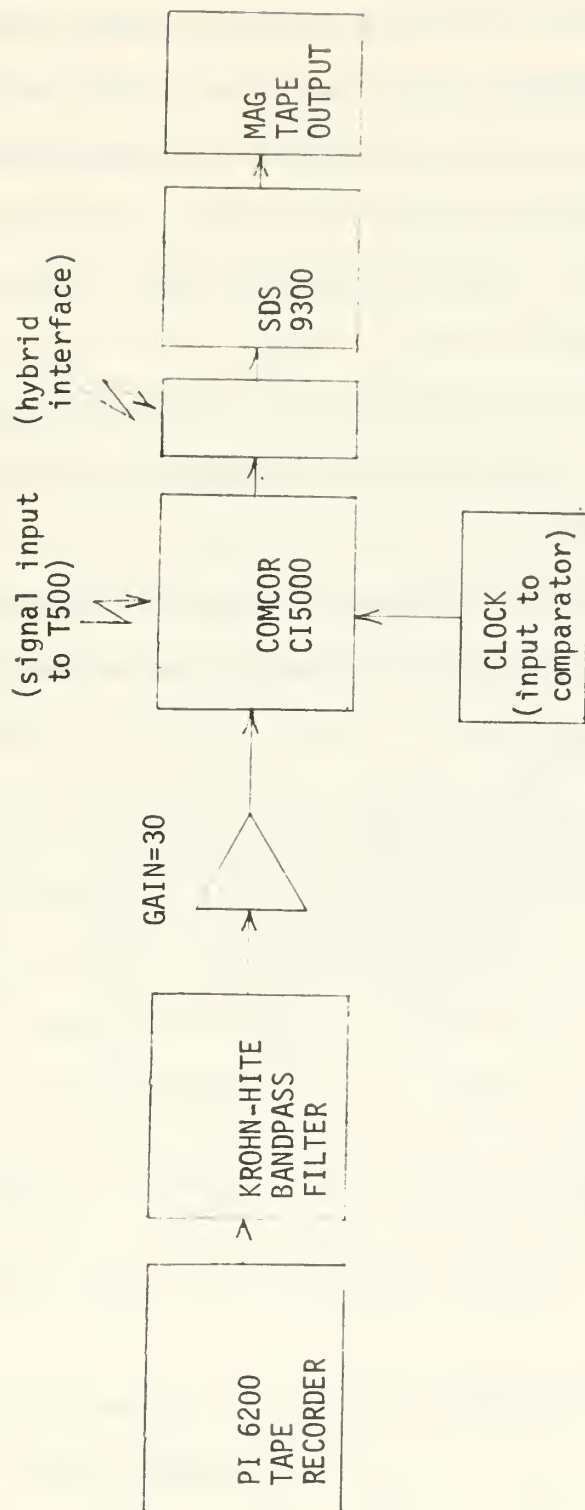 PI 6200
TAPE
RECORDER
KROHN-HITE
BANDPASS
FILTER
GAIN=30
(signal input
to T500)
COMCOR
CI5000
CLOCK
(input to
comparator)
(hybrid
interface)
SDS
9300
MAG
TAPE
OUTPUT